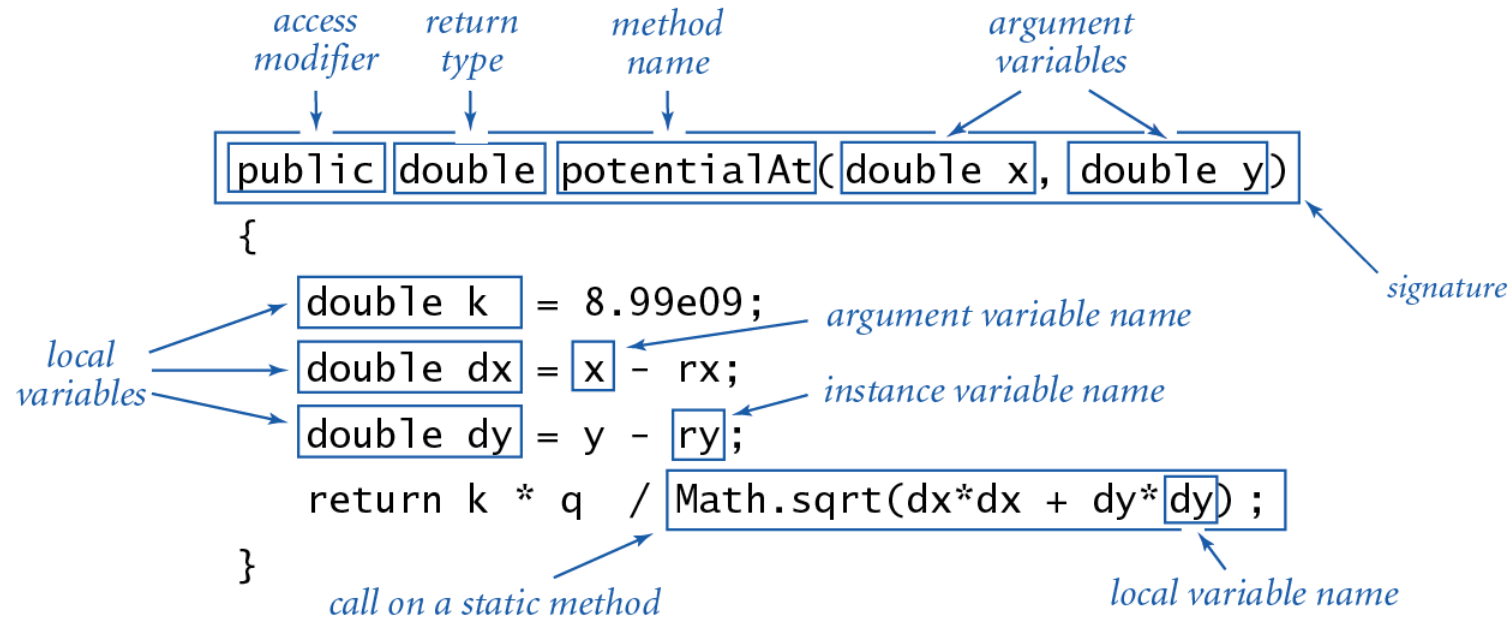 access modifier
return type
method name
argument variables
public double potentialAt(double x, double y)
signature
{
double k = 8.99e09;
argument variable name
local variables
double dx = x - rx;
instance variable name
double dy = y - ry;
return k * q / Math.sqrt(dx*dx + dy*dy) ;
}
call on a static method
local variable name